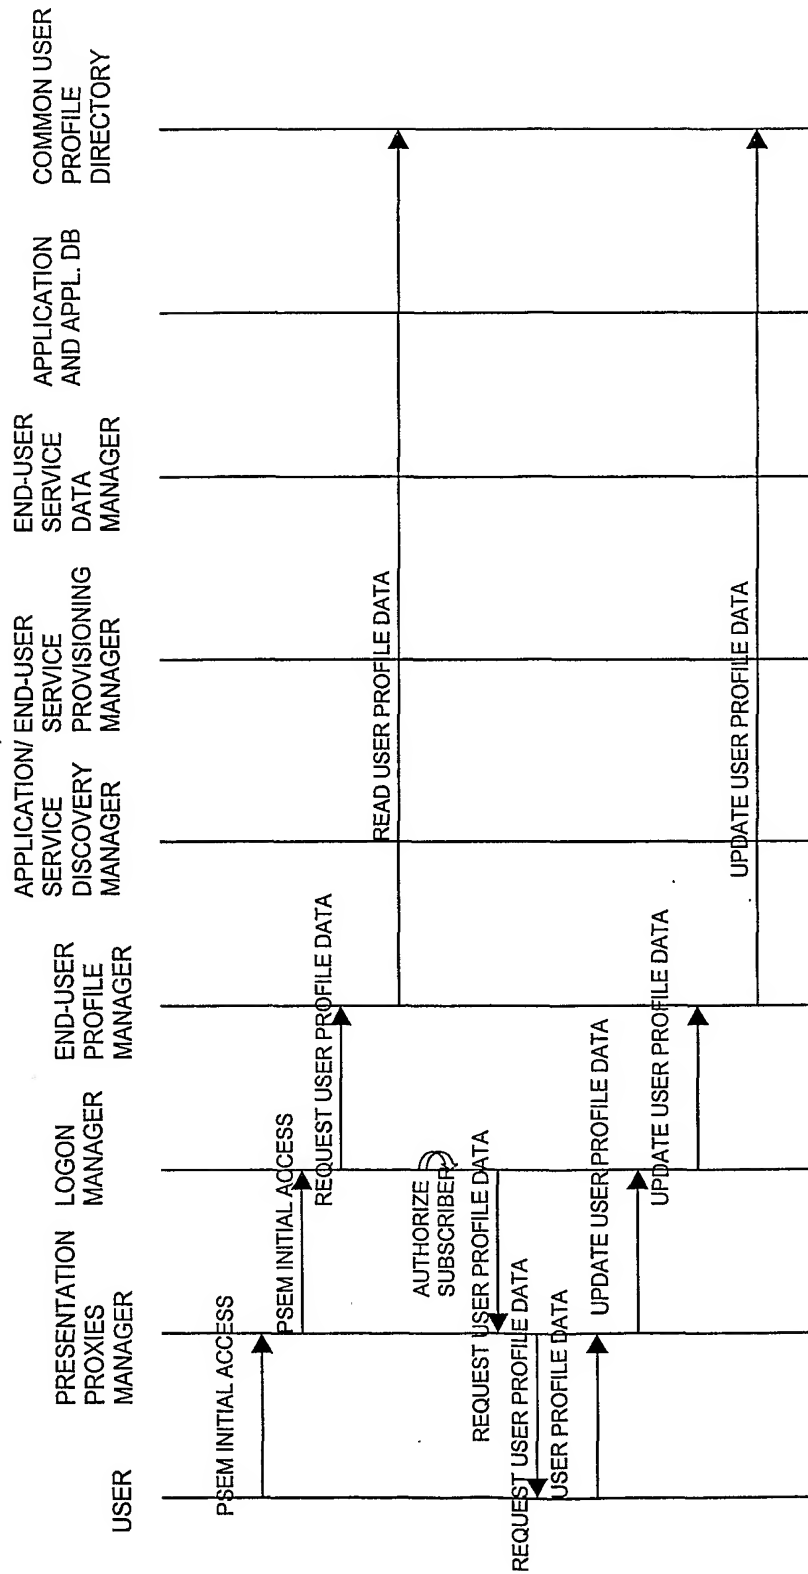 USER
PRESENTATION
PROXIES
MANAGER
LOGON
MANAGER
END-USER
PROFILE
MANAGER
APPLICATION/
SERVICE
DISCOVERY
MANAGER
END-USER
SERVICE
PROVISIONING
MANAGER
END-USER
SERVICE
DATA
MANAGER
APPLICATION
AND APPL. DB
COMMON USER
PROFILE
DIRECTORY
PSEM INITIAL ACCESS
PSEM INITIAL ACCESS
REQUEST USER PROFILE DATA
READ USER PROFILE DATA
AUTHORIZE
SUBSCRIBER
REQUEST USER PROFILE DATA
REQUEST USER PROFILE DATA
USER PROFILE DATA
UPDATE USER PROFILE DATA
UPDATE USER PROFILE DATA
UPDATE USER PROFILE DATA